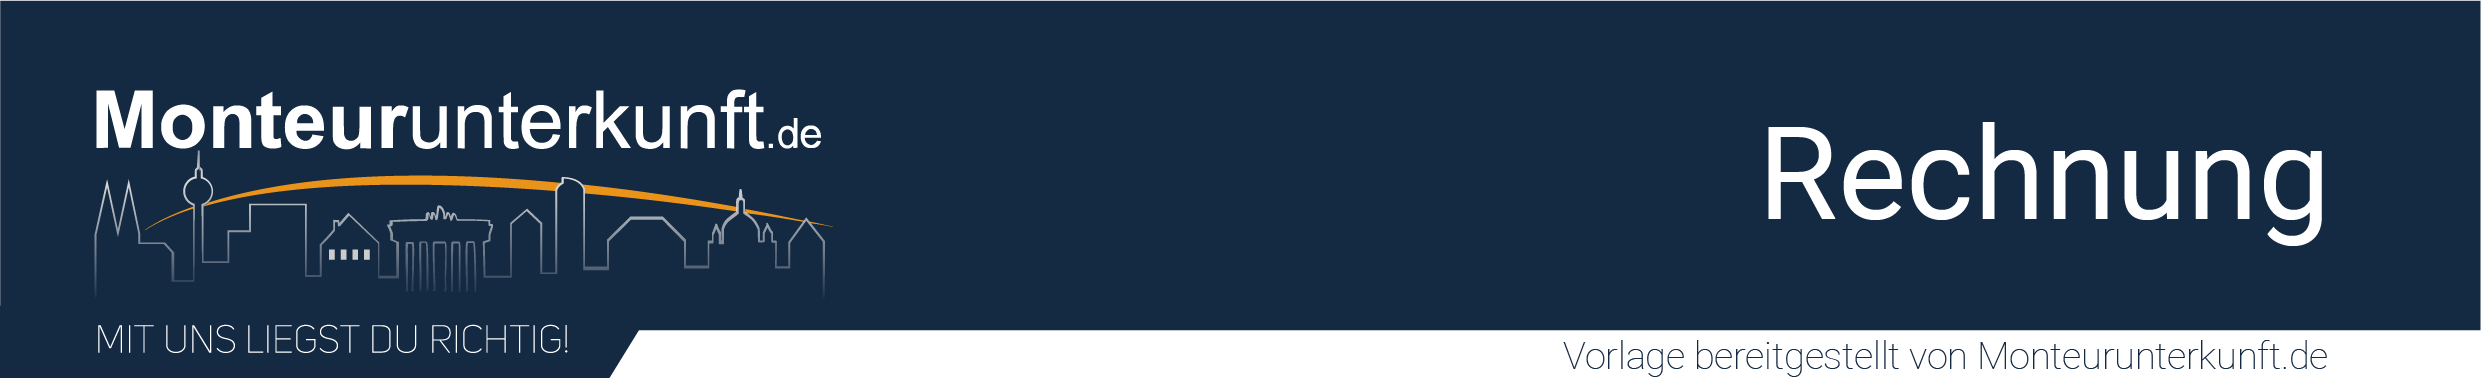 Monteurunterkunft.de
Rechnung
MIT UNS LIEGST DU RICHTIG!
Vorlage bereitgestellt von Monteurunterkunft.de